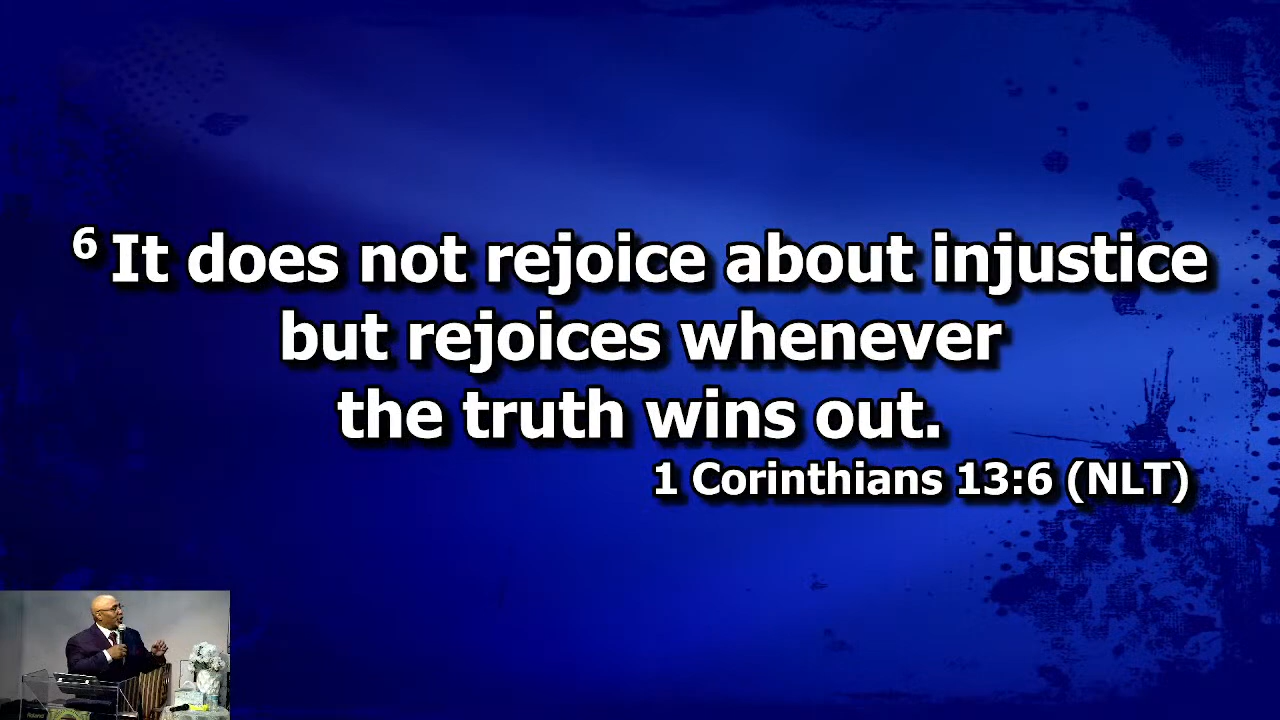 ⁶ It does not rejoice about injustice
but rejoices whenever
the truth wins out.
1 Corinthians 13:6 (NLT)